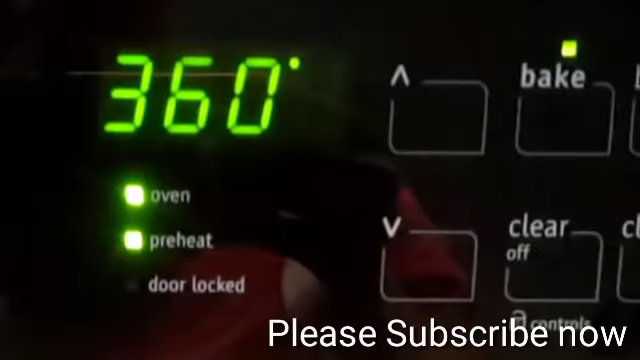 360°
^
bake
oven
preheat
v
clear
off
door locked
controls
Please Subscribe now